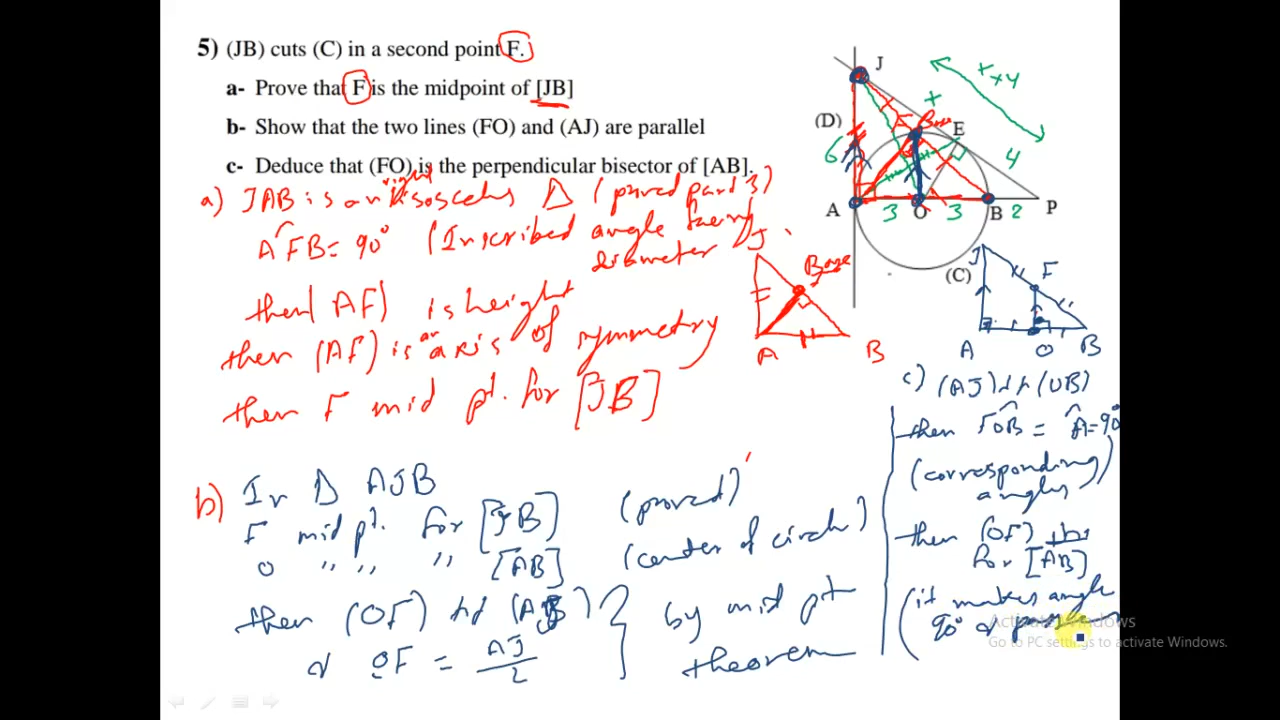 5) (JB) cuts (C) in a second point F.
a- Prove that F is the midpoint of [JB]
b- Show that the two lines (FO) and (AJ) are parallel
c- Deduce that (FO) is the perpendicular bisector of [AB].
a) JAB is an right isosceles Δ (proved part 3)
AFB = 90° (Inscribed angle facing
diameter
then (AF) is height
then (AF) is an axis of symmetry
then F mid pt. for [JB]
b) In Δ AJB
F mid pt. for [JB] (proved)
O " " " [AB] (center of circle)
then (OF) // (AJ)
& OF = AJ/2
by mid pt
theorem
J
x+4
x
F
Base
E
(D)
6
4
A
3
O
3
B
2
P
(C)
J
Base
F
A
B
J
F
A
O
B
c) (AJ) // (OB)
then FOB = A = 90°
(corresponding
angles)
then (OF) ⊥ bis
for [AB]
(it makes angle
90° &
Activate Windows
Go to PC settings to activate Windows.